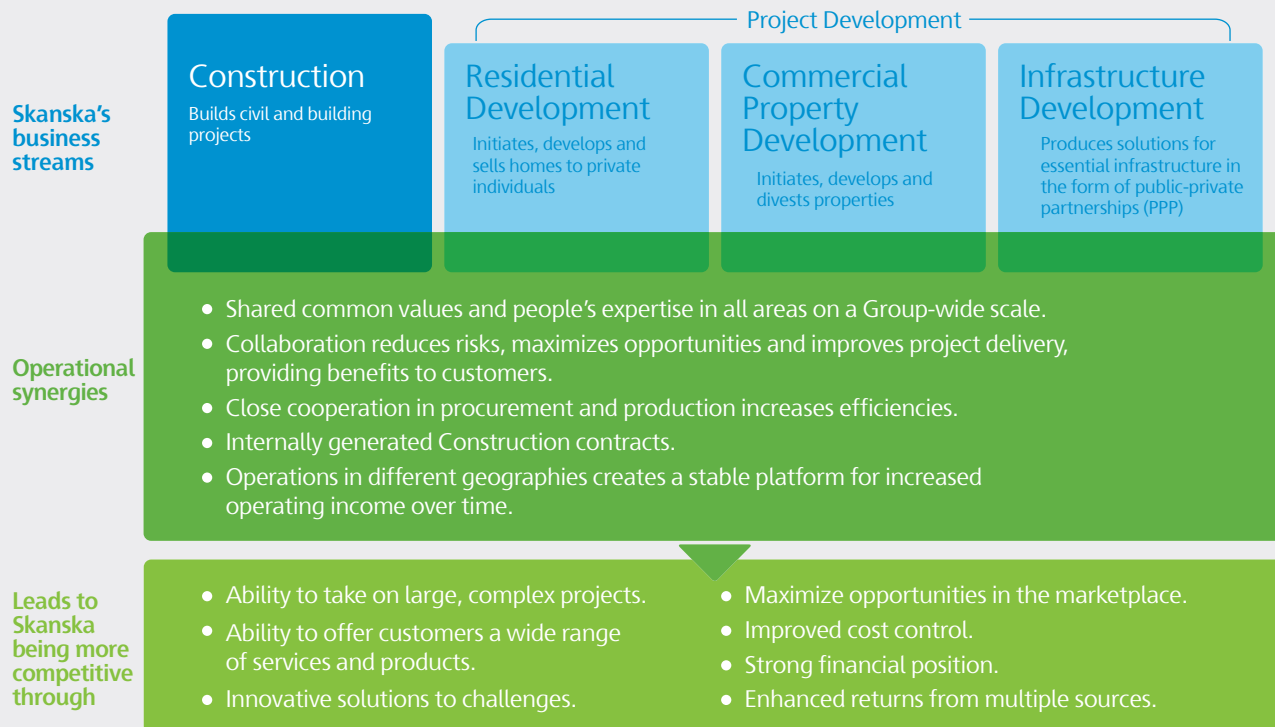 Project Development
Skanska's
business
streams
Construction
Builds civil and building
projects
Residential
Development
Initiates, develops and
sells homes to private
individuals
Commercial
Property
Development
Initiates, develops and
divests properties
Infrastructure
Development
Produces solutions for
essential infrastructure in
the form of public-private
partnerships (PPP)
Operational
synergies
• Shared common values and people's expertise in all areas on a Group-wide scale.
• Collaboration reduces risks, maximizes opportunities and improves project delivery,
providing benefits to customers.
• Close cooperation in procurement and production increases efficiencies.
• Internally generated Construction contracts.
• Operations in different geographies creates a stable platform for increased
operating income over time.
Leads to
Skanska
being more
competitive
through
• Ability to take on large, complex projects.
• Ability to offer customers a wide range
of services and products.
• Innovative solutions to challenges.
• Maximize opportunities in the marketplace.
• Improved cost control.
• Strong financial position.
• Enhanced returns from multiple sources.